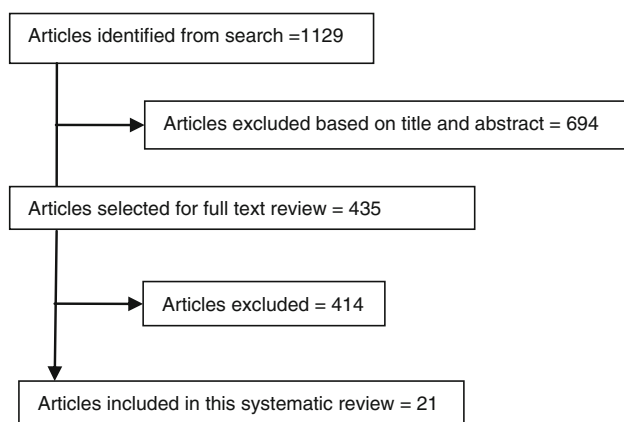 Articles identified from search =1129
Articles excluded based on title and abstract = 694
Articles selected for full text review = 435
Articles excluded = 414
Articles included in this systematic review = 21